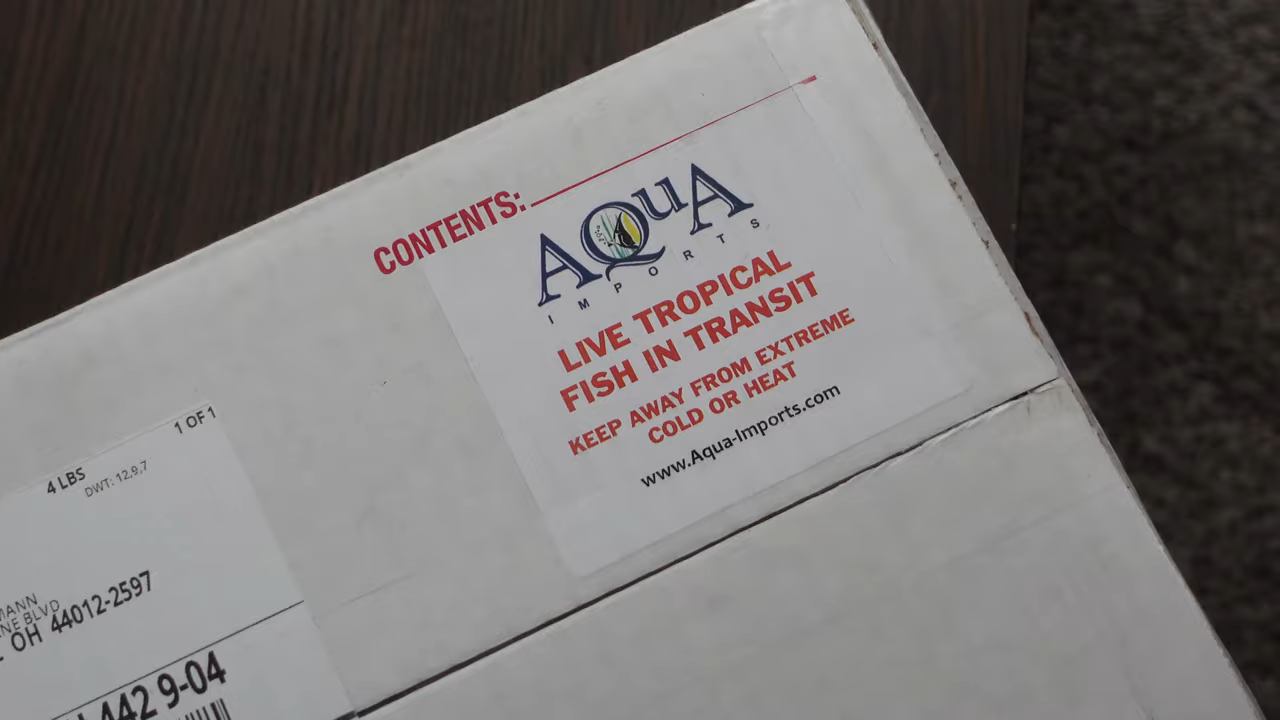 CONTENTS:
AQUA
IMPORTS
LIVE TROPICAL
FISH IN TRANSIT
KEEP AWAY FROM EXTREME
COLD OR HEAT
www.Aqua-Imports.com
1 OF 1
4 LBS
DWT: 12,9,7
MANN
NE BLVD
OH 44012-2597
442 9-04